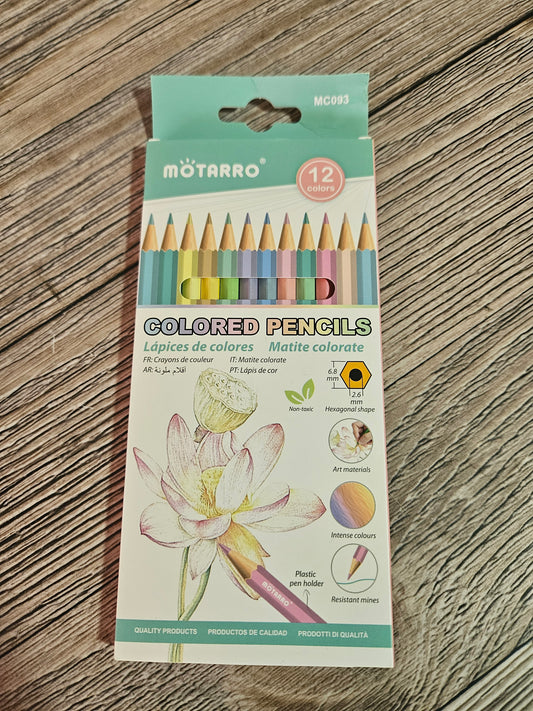 MC093
MOTARRO®
12
colors
COLORED PENCILS
Lápices de colores Matite colorate
FR: Crayons de couleur IT: Matite colorate
AR: أقلام ملونة PT: Lápis de cor
6.8
mm
2.6
mm
Non-toxic
Hexagonal shape
Art materials
Intense colours
Plastic
pen holder
MOTARRO
Resistant mines
QUALITY PRODUCTS PRODUCTOS DE CALIDAD PRODOTTI DI QUALITÀ